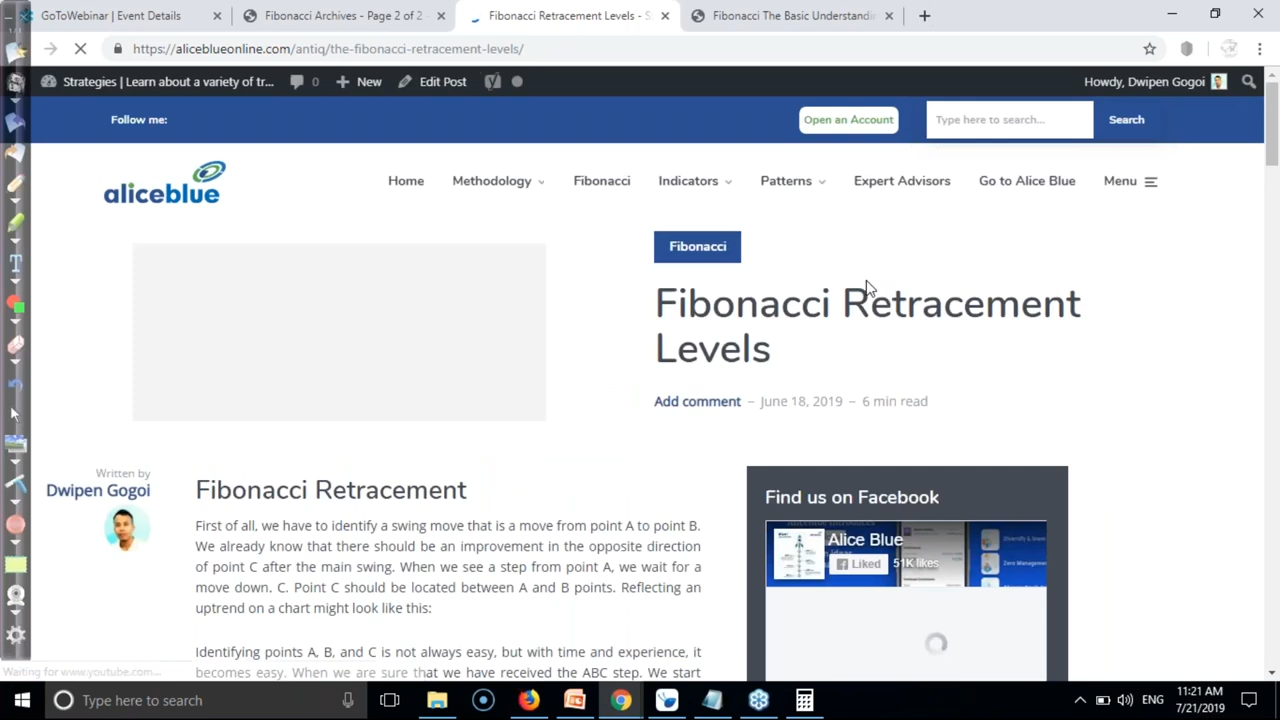 GoToWebinar | Event Details
Fibonacci Archives - Page 2 of 2 -
Fibonacci Retracement Levels - S
Fibonacci The Basic Understandin
https://aliceblueonline.com/antiq/the-fibonacci-retracement-levels/
Strategies | Learn about a variety of tr...
0
New
Edit Post
Howdy, Dwipen Gogoi
Follow me:
Open an Account
Type here to search...
Search
aliceblue
Home
Methodology
Fibonacci
Indicators
Patterns
Expert Advisors
Go to Alice Blue
Menu
Fibonacci
Fibonacci Retracement
Levels
Add comment – June 18, 2019 – 6 min read
Written by
Dwipen Gogoi
Fibonacci Retracement
First of all, we have to identify a swing move that is a move from point A to point B.
We already know that there should be an improvement in the opposite direction
of point C after the main swing. When we see a step from point A, we wait for a
move down. C. Point C should be located between A and B points. Reflecting an
uptrend on a chart might look like this:
Identifying points A, B, and C is not always easy, but with time and experience, it
becomes easy. When we are sure that we have received the ABC step. We start
Find us on Facebook
Alice Blue
Liked
51K likes
Waiting for www.youtube.com...
Type here to search
ENG
11:21 AM
7/21/2019